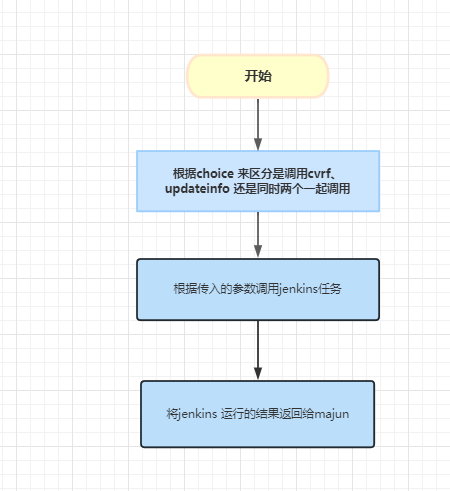 开始
根据choice 来区分是调用cvrf、
updateinfo 还是同时两个一起调用
根据传入的参数调用jenkins任务
将jenkins 运行的结果返回给majun